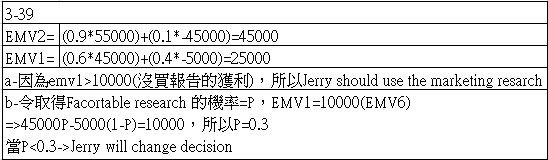 3-39
EMV2= (0.9*55000)+(0.1*-45000)=45000
EMV1= (0.6*45000)+(0.4*-5000)=25000
a-因為emv1>10000(沒買報告的獲利)，所以Jerry should use the marketing resarch
b-令取得Facortable research 的機率=P，EMV1=10000(EMV6)
=>45000P-5000(1-P)=10000，所以P=0.3
當P<0.3->Jerry will change decision